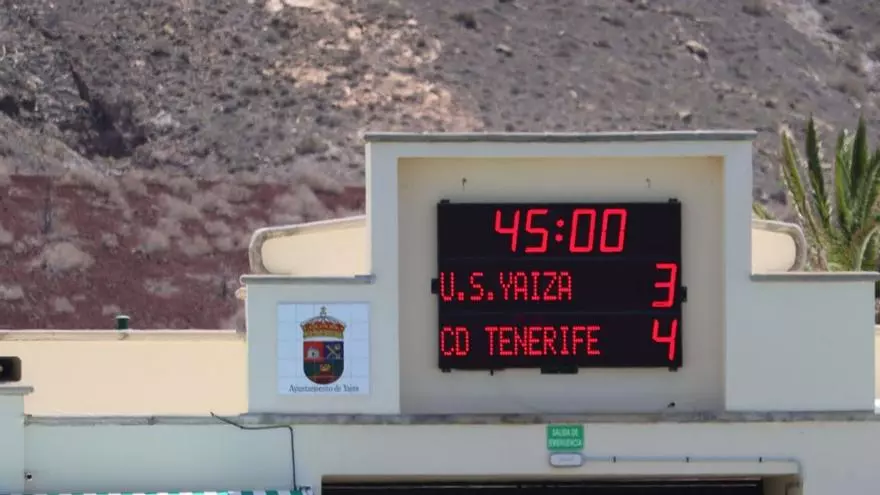 45:00
U.S.YAIZA 3
CD TENERIFE 4
Ayuntamiento de Yaiza
SALIDA DE
EMERGENCIA